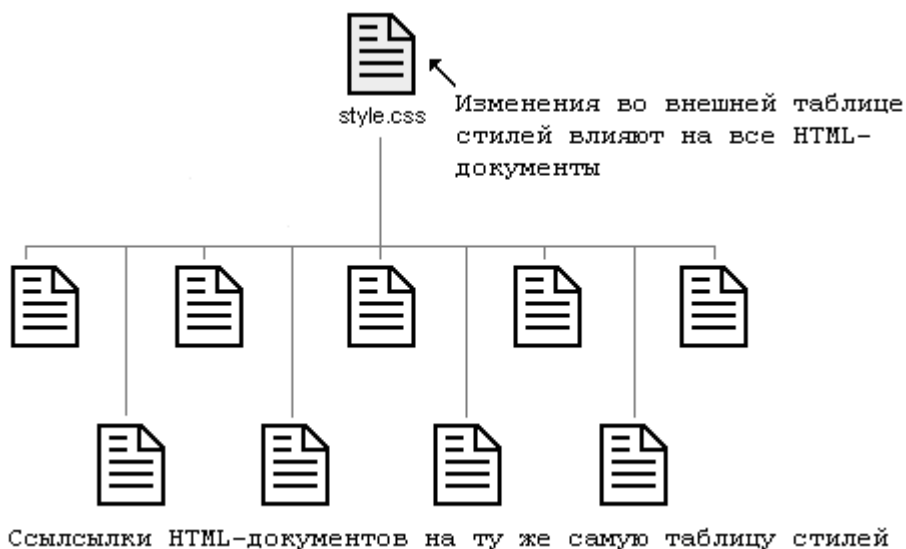 style.css
Изменения во внешней таблице
стилей влияют на все HTML-
документы
Ссылсылки HTML-документов на ту же самую таблицу стилей